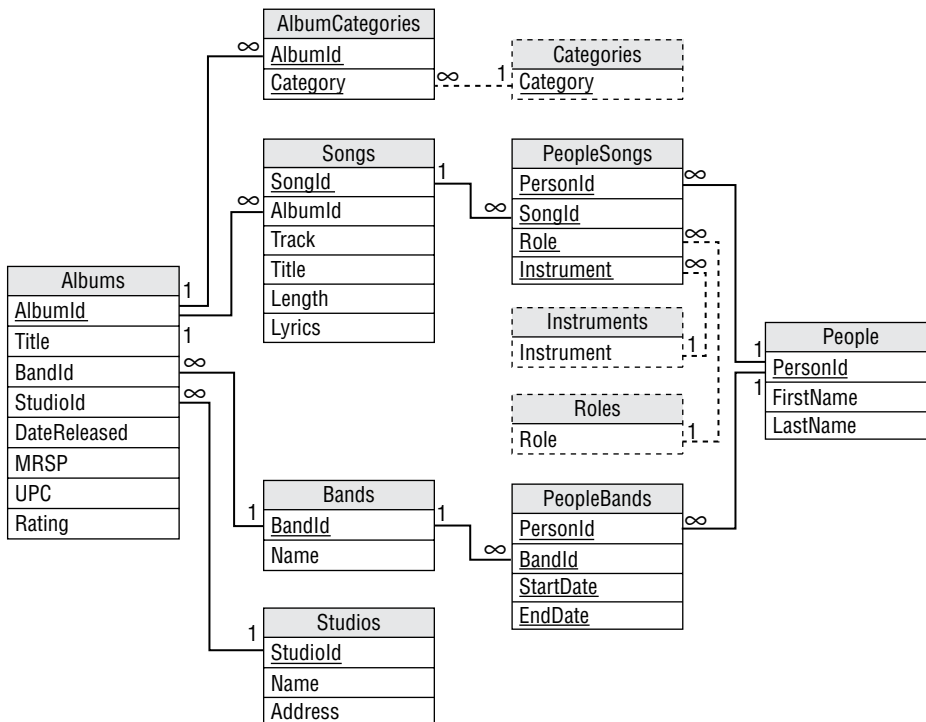 AlbumCategories
∞
AlbumId
∞
Category
Categories
1
Category
Songs
SongId
1
∞
AlbumId
Track
Title
Length
Lyrics
PeopleSongs
PersonId
∞
∞
SongId
Role
∞
Instrument
∞
Instruments
Instrument
1
Roles
Role
1
Albums
AlbumId
1
Title
1
BandId
∞
StudioId
∞
DateReleased
MRSP
UPC
Rating
People
1
PersonId
1
FirstName
LastName
Bands
1
BandId
1
Name
PeopleBands
PersonId
∞
∞
BandId
StartDate
EndDate
Studios
1
StudioId
Name
Address